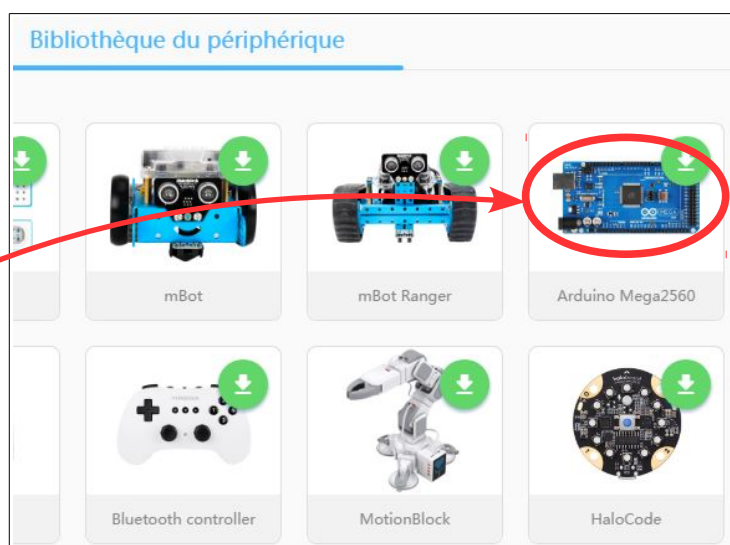 Bibliothèque du périphérique
mBot
mBot Ranger
Arduino Mega2560
Bluetooth controller
MotionBlock
HaloCode